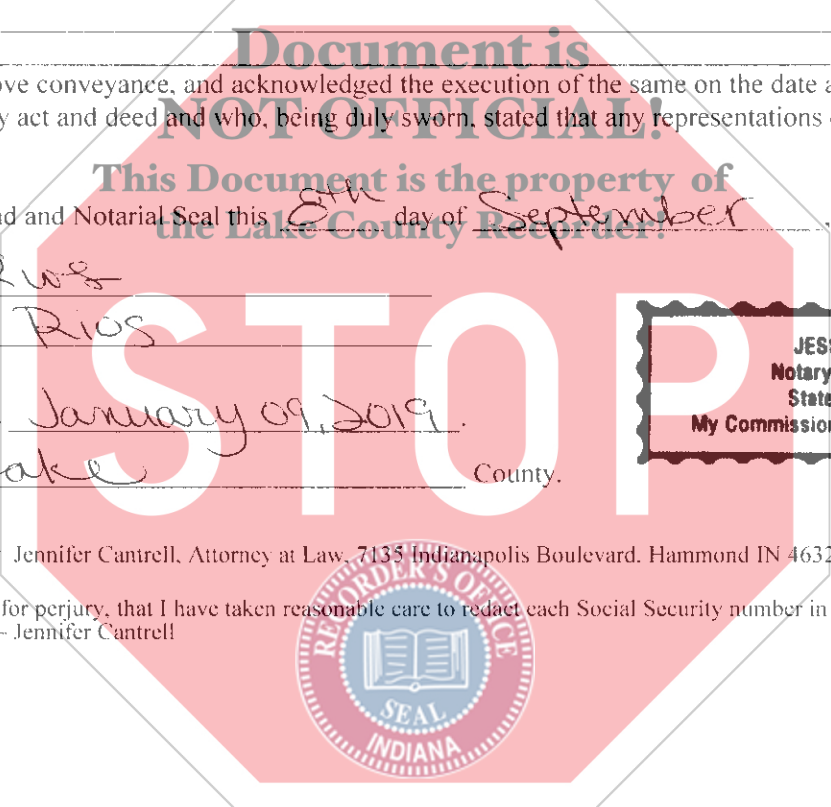 Document is
ve conveyance, and acknowledged the execution of the same on the date a
y act and deed and who, being duly sworn, stated that any representations
NOT OFFICIAL!
This Document is the property of
nd and Notarial Seal this 8th day of September ,
the Lake County Recorder!
Rios
STOP
JESS
Notary
State
January 09, 2019.
My Commission
ake County.
Jennifer Cantrell, Attorney at Law, 7135 Indianapolis Boulevard. Hammond IN 4632
for perjury, that I have taken reasonable care to redact each Social Security number in
– Jennifer Cantrell
RECORDER'S OFFICE
SEAL
INDIANA